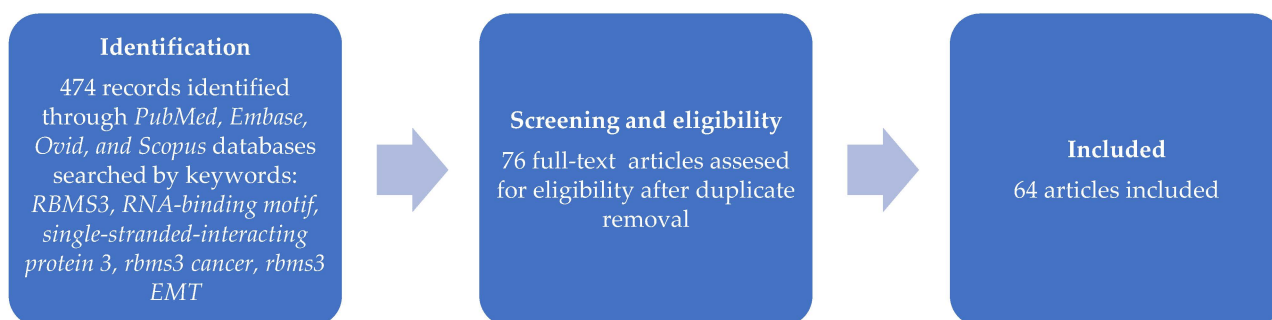 Identification
474 records identified
through PubMed, Embase,
Ovid, and Scopus databases
searched by keywords:
RBMS3, RNA-binding motif,
single-stranded-interacting
protein 3, rbms3 cancer, rbms3
EMT
Screening and eligibility
76 full-text articles assesed
for eligibility after duplicate
removal
Included
64 articles included